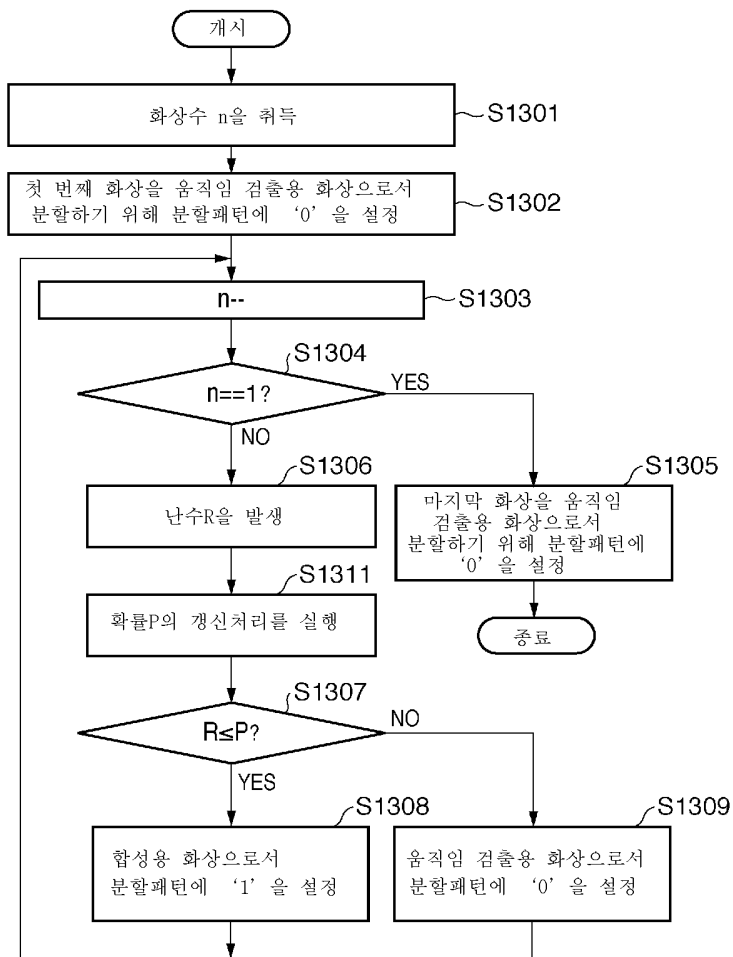 개시
화상수 n을 취득
S1301
첫 번째 화상을 움직임 검출용 화상으로서
분할하기 위해 분할패턴에 ‘0’ 을 설정
S1302
n--
S1303
S1304
n==1?
YES
NO
S1306
난수R을 발생
S1305
마지막 화상을 움직임
검출용 화상으로서
분할하기 위해 분할패턴에
‘0’ 을 설정
S1311
확률P의 갱신처리를 실행
종료
S1307
R≤P?
NO
YES
S1308
합성용 화상으로서
분할패턴에 ‘1’ 을 설정
S1309
움직임 검출용 화상으로서
분할패턴에 ‘0’ 을 설정